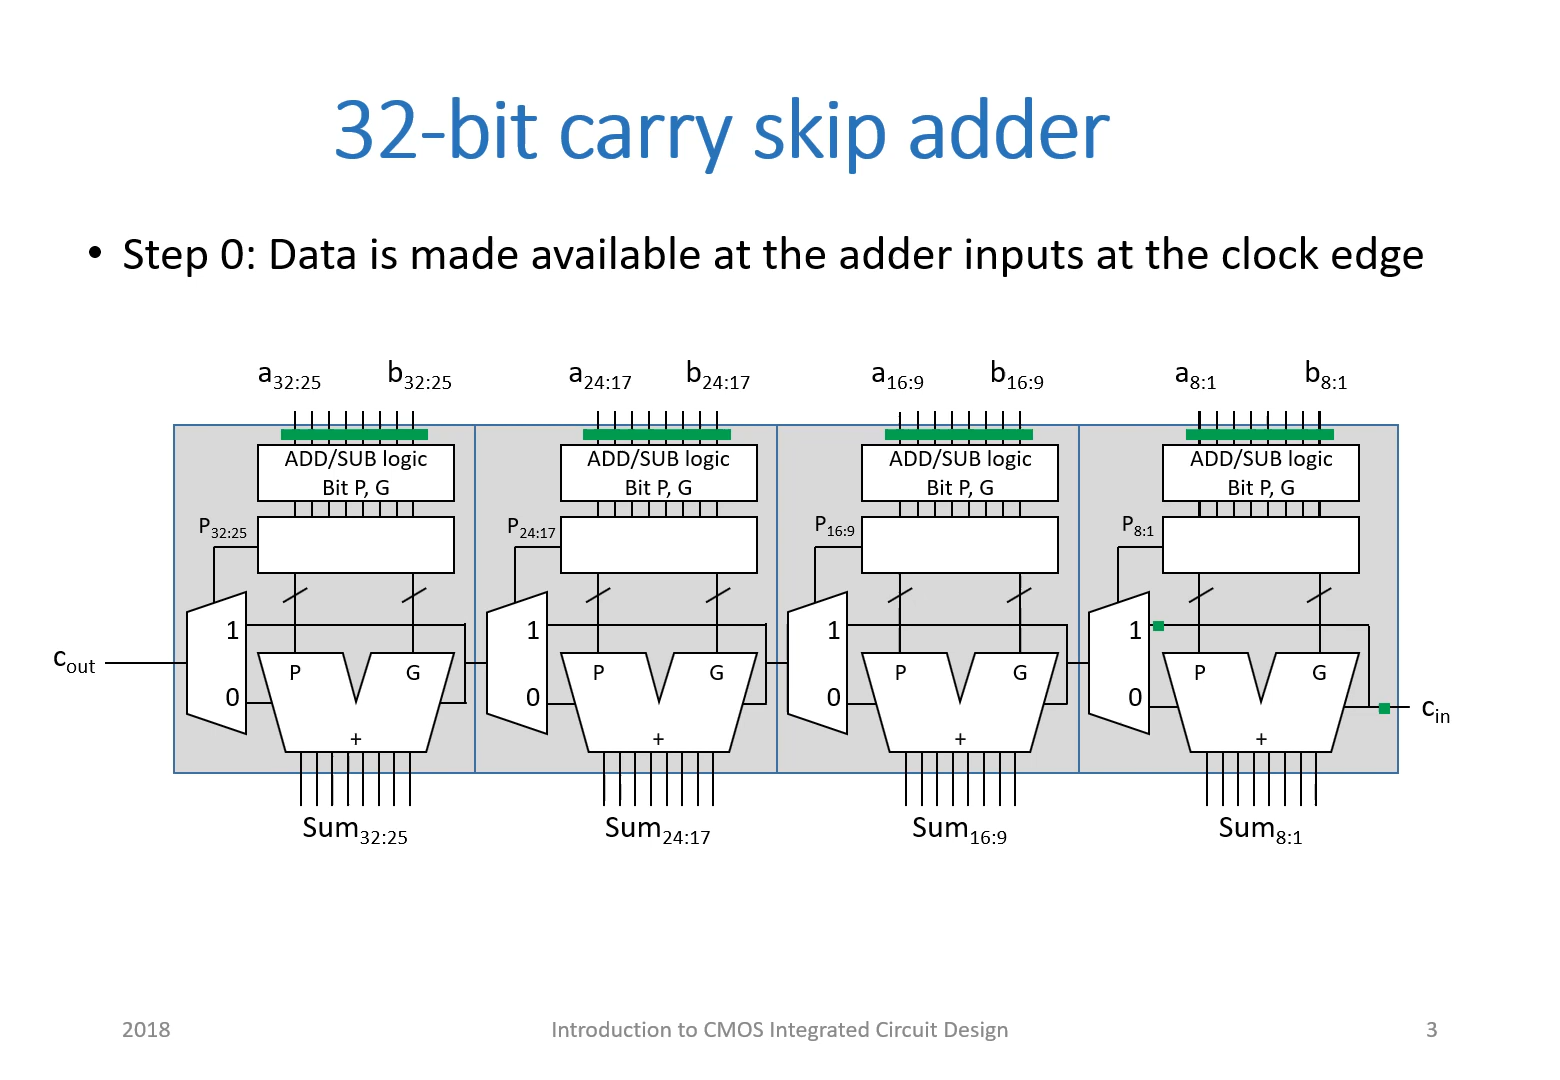 32-bit carry skip adder
• Step 0: Data is made available at the adder inputs at the clock edge
a32:25 b32:25 a24:17 b24:17 a16:9 b16:9 a8:1 b8:1
ADD/SUB logic
Bit P, G
ADD/SUB logic
Bit P, G
ADD/SUB logic
Bit P, G
ADD/SUB logic
Bit P, G
P32:25 P24:17 P16:9 P8:1
1 1 1 1
cout P G P G P G P G
0 0 0 0 cin
+ + + +
Sum32:25 Sum24:17 Sum16:9 Sum8:1
2018 Introduction to CMOS Integrated Circuit Design 3